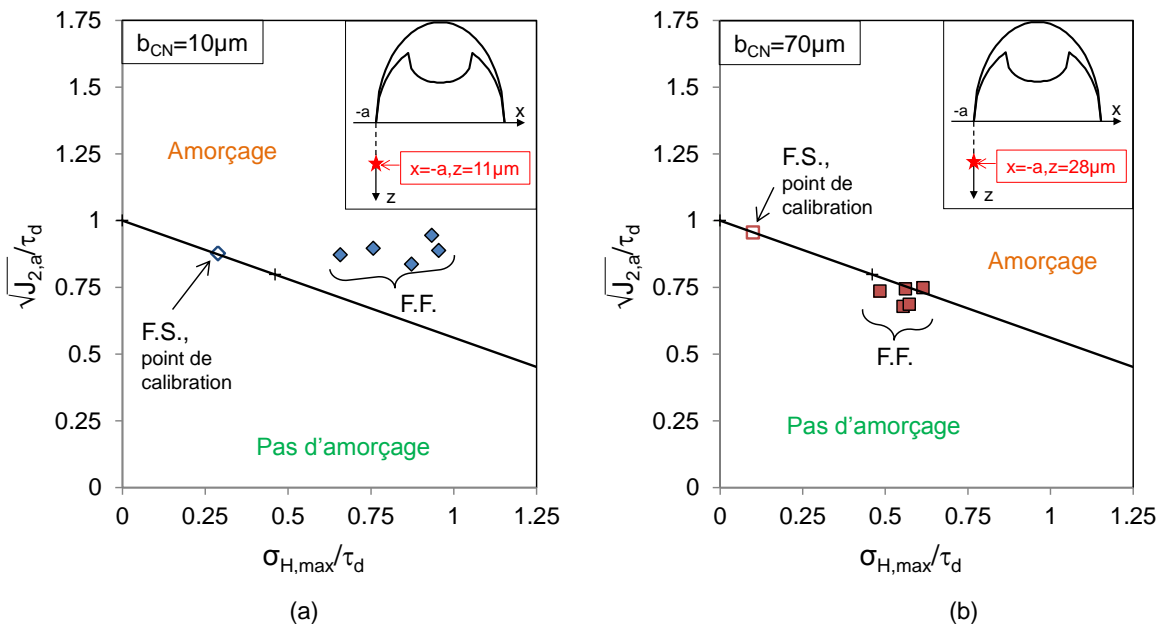 b_CN=10µm
-a
x
x=-a,z=11µm
z
Amorçage
F.S.,
point de
calibration
F.F.
Pas d’amorçage
1.75
1.5
1.25
1
0.75
0.5
0.25
0
0
0.25
0.5
0.75
1
1.25
√J_2,a/τ_d
σ_H,max/τ_d
(a)
b_CN=70µm
-a
x
x=-a,z=28µm
z
F.S.,
point de
calibration
Amorçage
F.F.
Pas d’amorçage
1.75
1.5
1.25
1
0.75
0.5
0.25
0
0
0.25
0.5
0.75
1
1.25
√J_2,a/τ_d
σ_H,max/τ_d
(b)